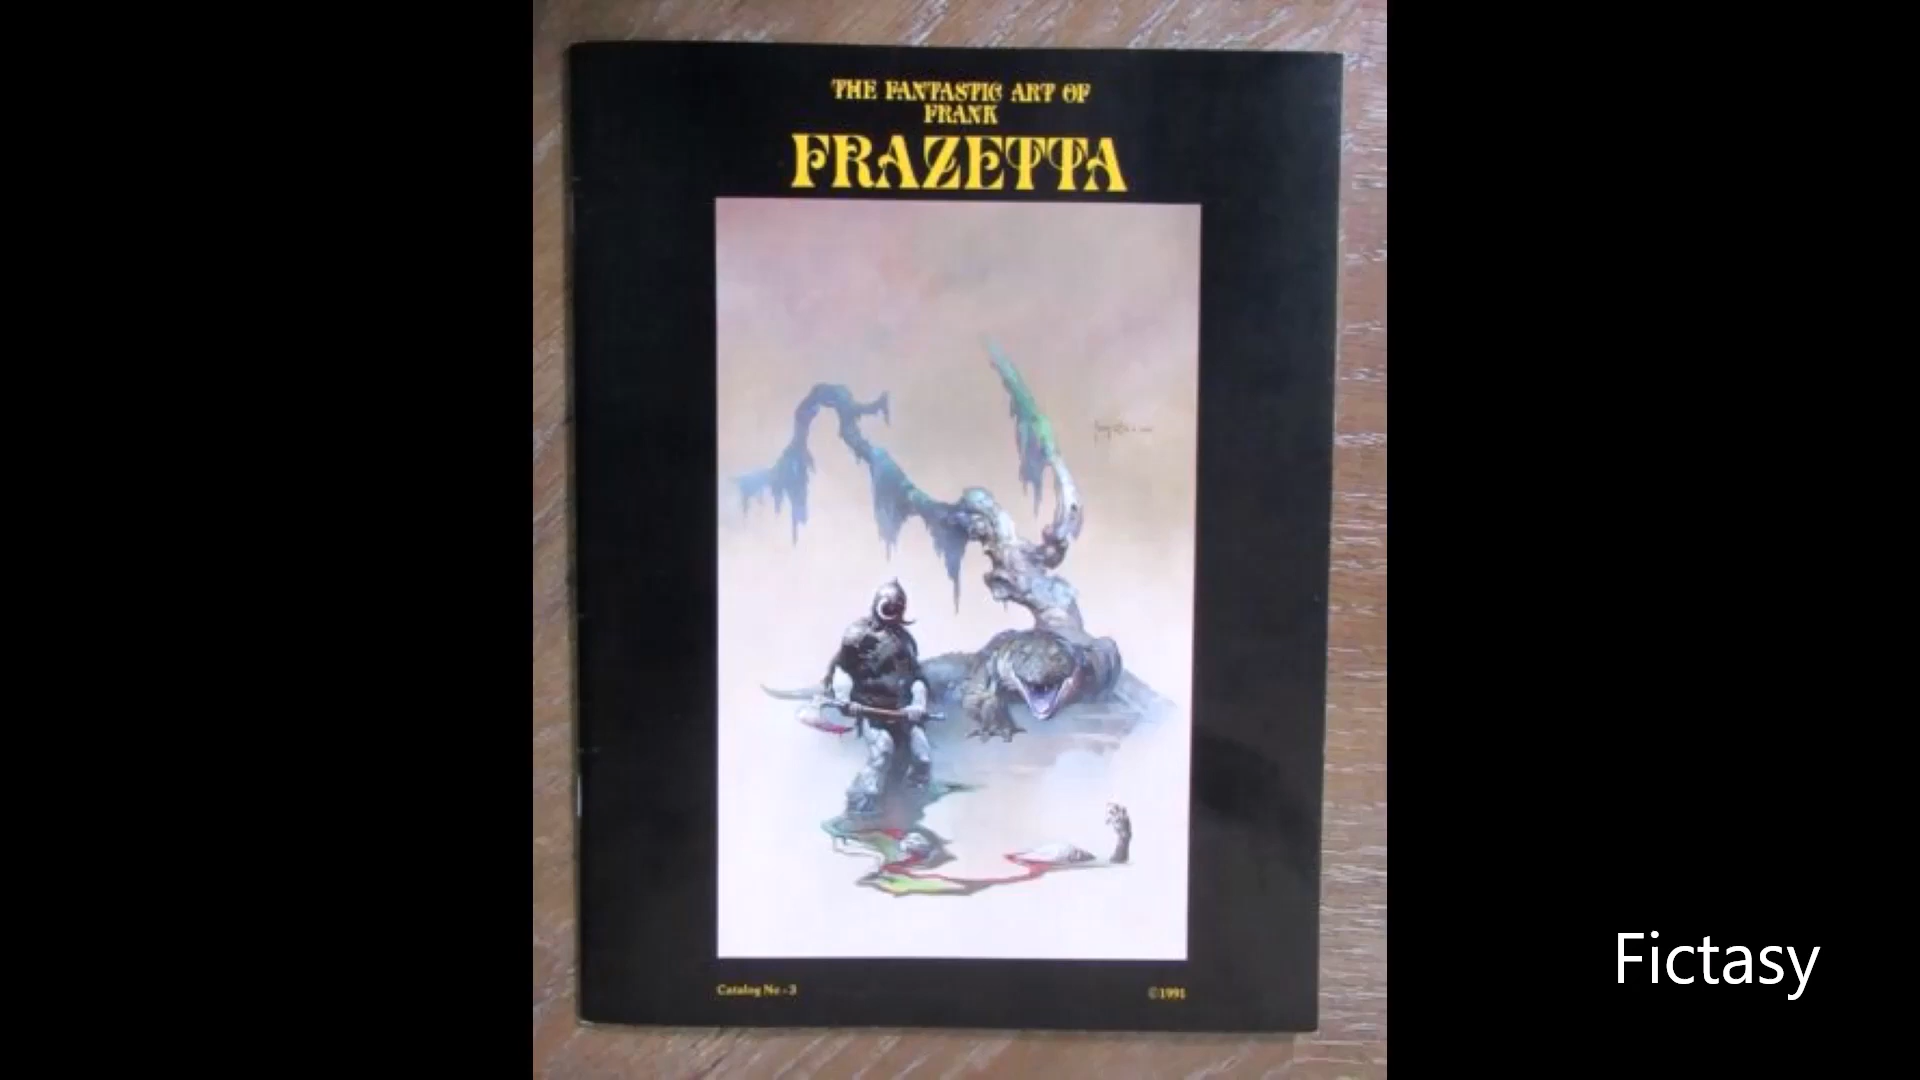 THE FANTASTIC ART OF
FRANK
FRAZETTA
Catalog No - 3
©1991
Fictasy